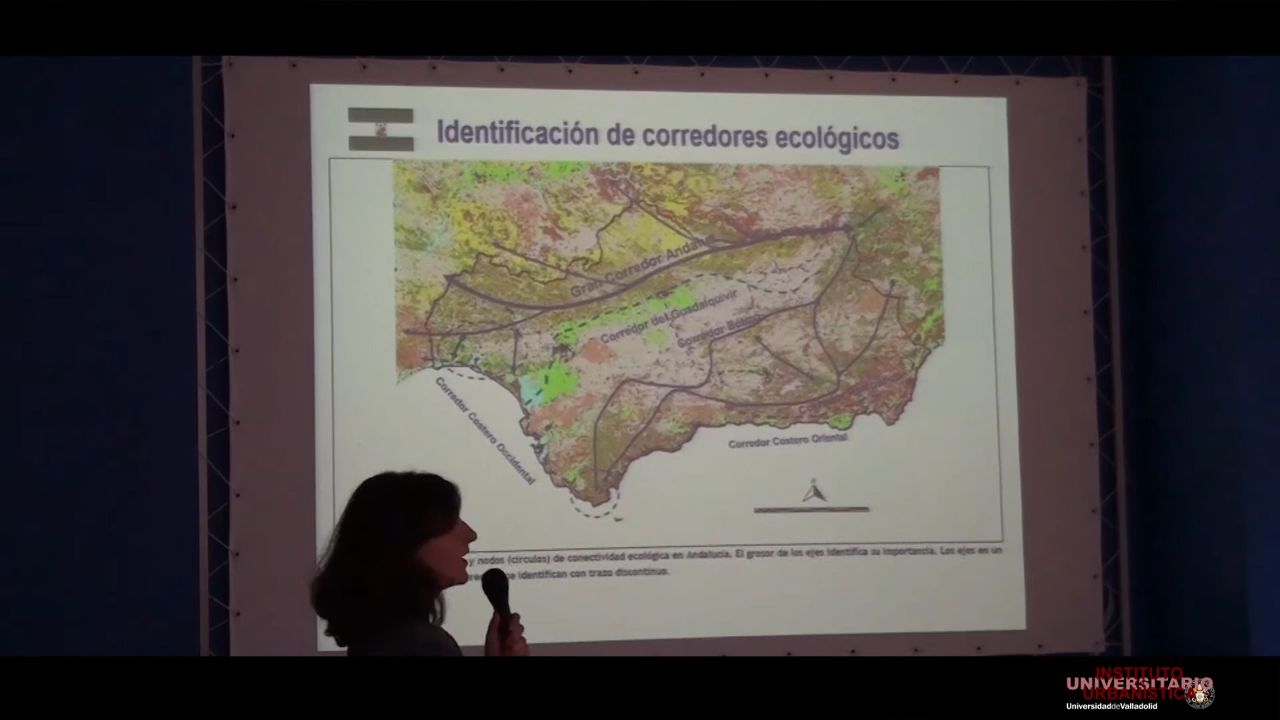 Identificación de corredores ecológicos
Gran Corredor Andaluz
Corredor del Guadalquivir
Corredor Bético
Corredor Costero Occidental
Corredor Costero Oriental
y nodos (círculos) de conectividad ecológica en Andalucía. El grosor de los ejes identifica su importancia. Los ejes en un
se identifican con trazo discontinuo.
INSTITUTO
UNIVERSITARIO
URBANÍSTICA
UniversidaddeValladolid